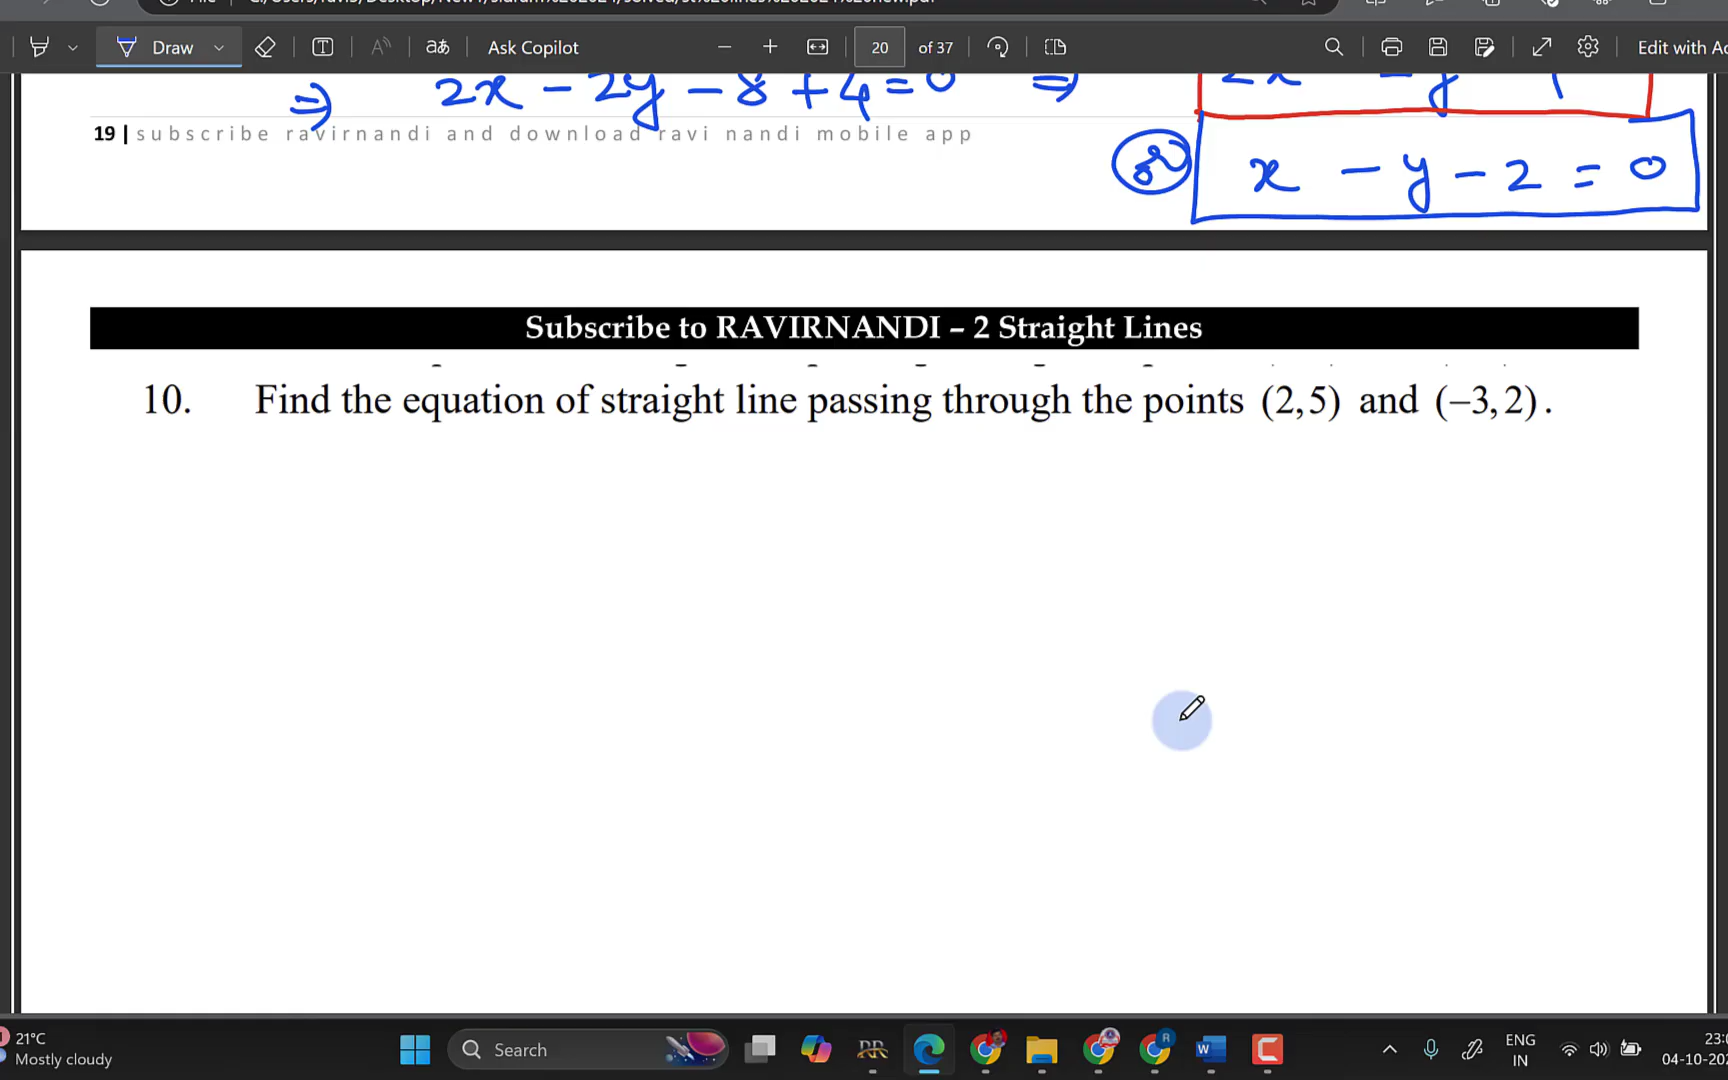 Draw
Ask Copilot
20 of 37
Edit with
⇒ 2x − 2y − 8 + 4 = 0 ⇒
19 | subscribe ravirnandi and download ravi nandi mobile app
x − y − 2 = 0
Subscribe to RAVIRNANDI – 2 Straight Lines
10. Find the equation of straight line passing through the points (2,5) and (−3,2).
21°C
Mostly cloudy
Search
ENG
IN
04-10-20